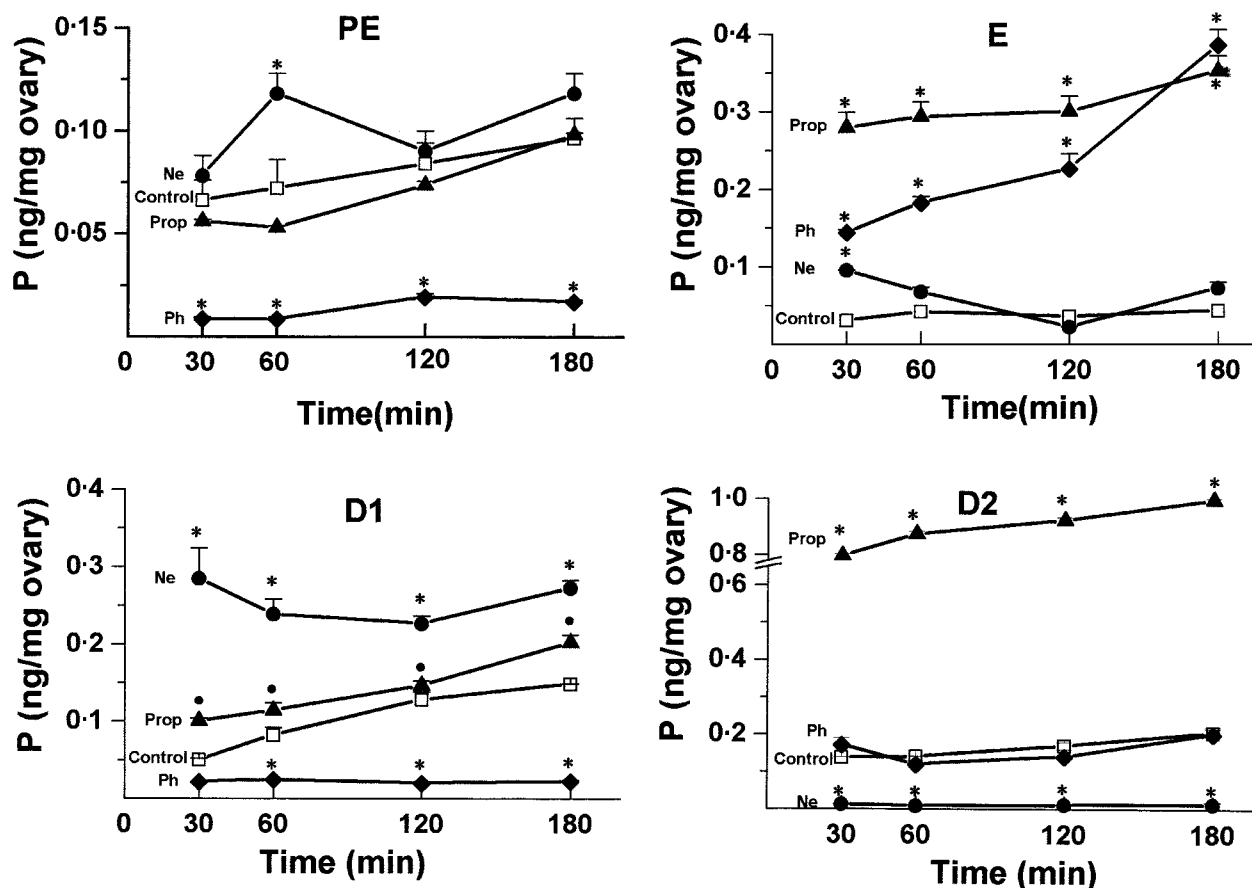 PE
P (ng/mg ovary)
0·15
0·10
0·05
Ne
Control
Prop
Ph
*
* * * *
0 30 60 120 180
Time(min)
E
P (ng/mg ovary)
0·4
0·3
0·2
0·1
Prop
Ph
Ne
Control
* * * *
* * * *
*
0 30 60 120 180
Time(min)
D1
P (ng/mg ovary)
0·4
0·3
0·2
0·1
Ne
Prop
Control
Ph
* * * *
* * *
0 30 60 120 180
Time (min)
D2
P (ng/mg ovary)
1·0
0·8
0·6
0·4
0·2
Prop
Ph
Control
Ne
* * * *
* * * *
0 30 60 120 180
Time (min)